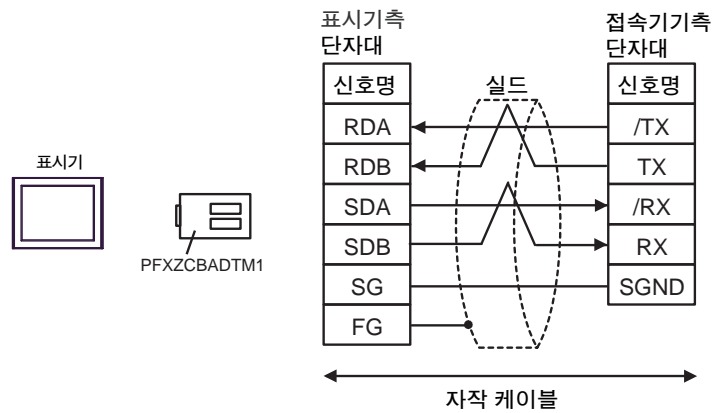 표시기
PFXZCBADTM1
표시기측
단자대
신호명
RDA
RDB
SDA
SDB
SG
FG
실드
접속기기측
단자대
신호명
/TX
TX
/RX
RX
SGND
자작 케이블